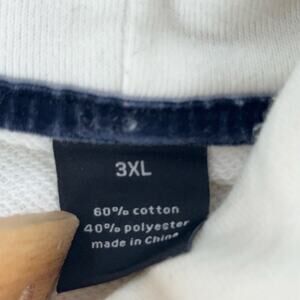 3XL
60% cotton
40% polyester
made in China